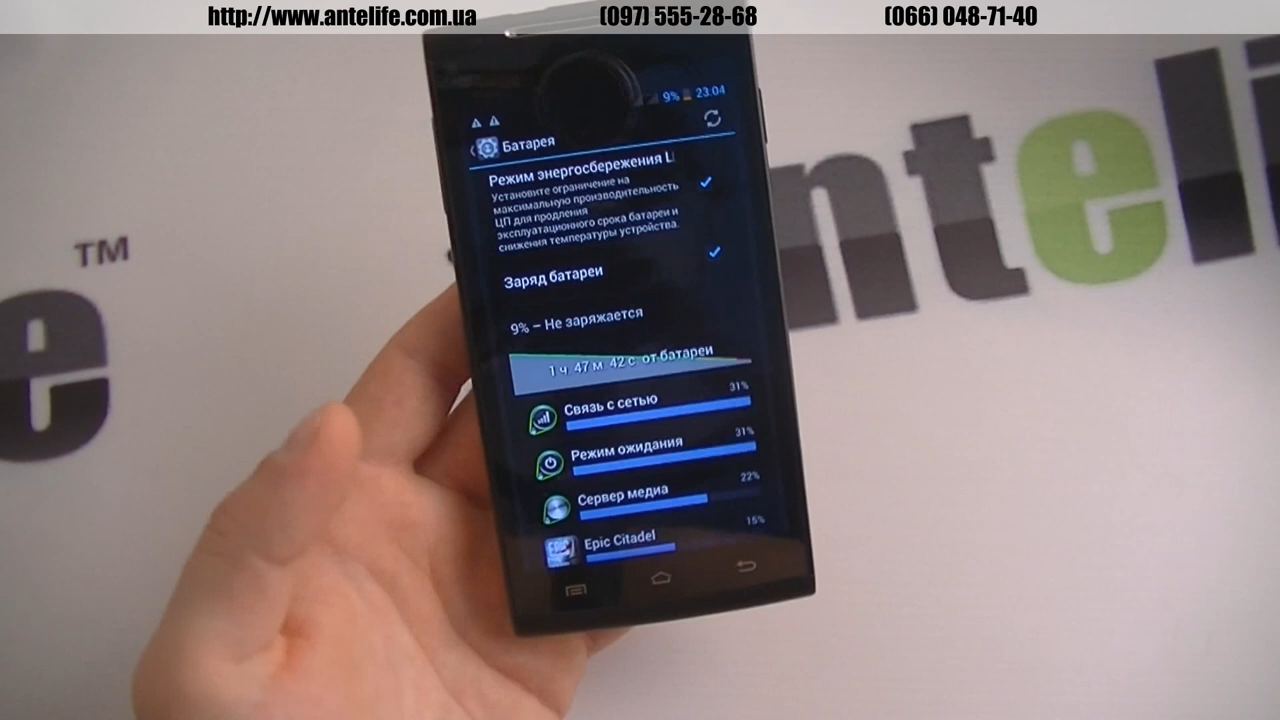 http://www.antelife.com.ua (097) 555-28-68 (066) 048-71-40
9% 23:04
Батарея
Режим энергосбережения
Установите ограничение на
максимальную производительность
ЦП для продления
эксплуатационного срока батареи и
снижения температуры устройства.
Заряд батареи
9% – Не заряжается
1 ч. 47 м. 42 с. от батареи
Связь с сетью 31%
Режим ожидания 31%
Сервер медиа 22%
Epic Citadel 15%
TM
e
anteli